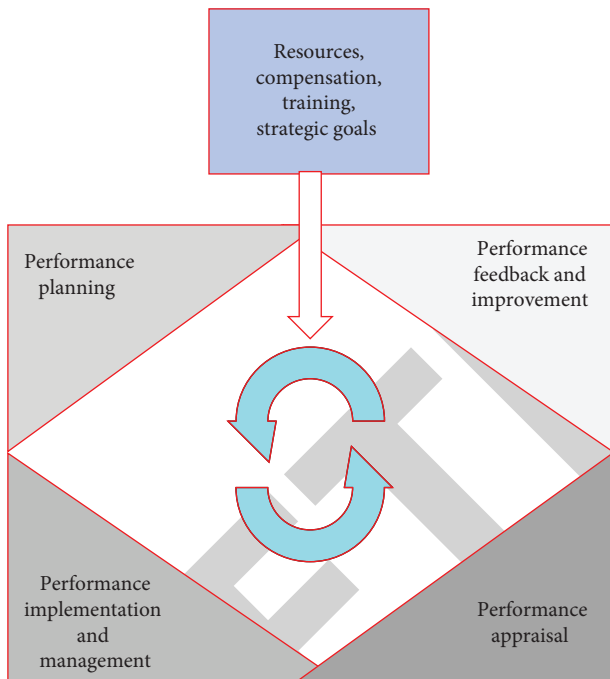 Resources,
compensation,
training,
strategic goals
Performance
planning
Performance
feedback and
improvement
Performance
implementation
and
management
Performance
appraisal